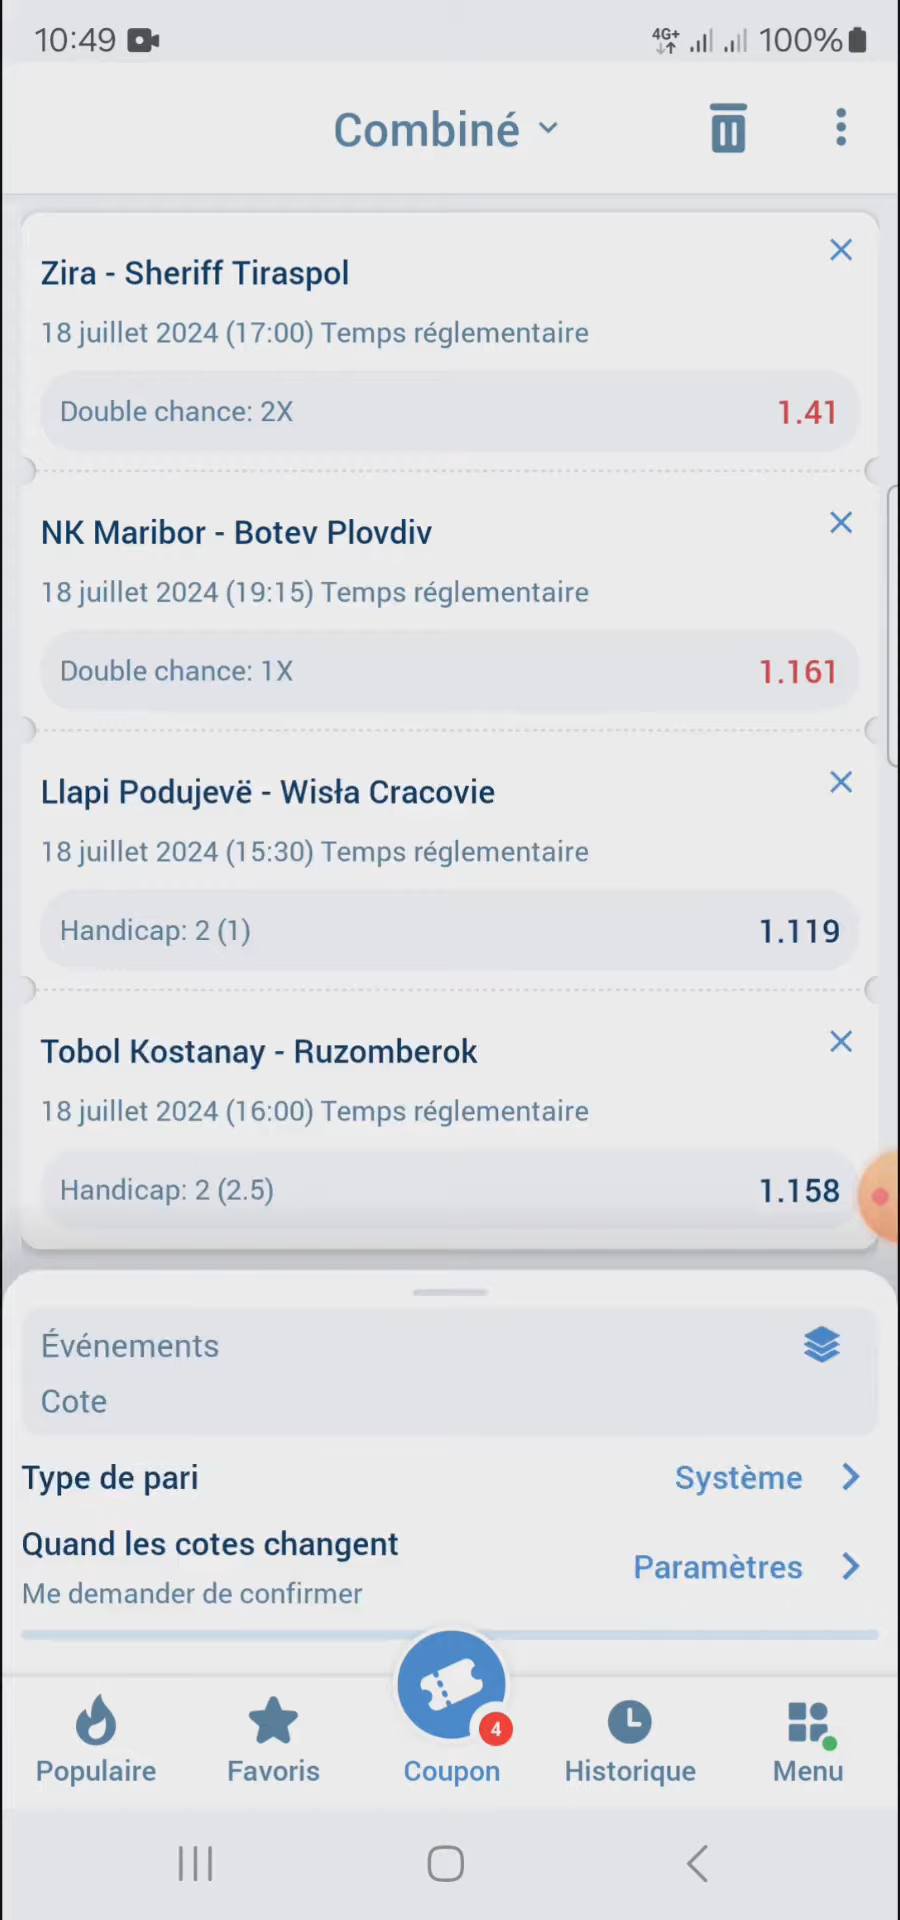 10:49 4G+ 100%
Combiné
Zira - Sheriff Tiraspol
18 juillet 2024 (17:00) Temps réglementaire
Double chance: 2X 1.41
NK Maribor - Botev Plovdiv
18 juillet 2024 (19:15) Temps réglementaire
Double chance: 1X 1.161
Llapi Podujevë - Wisła Cracovie
18 juillet 2024 (15:30) Temps réglementaire
Handicap: 2 (1) 1.119
Tobol Kostanay - Ruzomberok
18 juillet 2024 (16:00) Temps réglementaire
Handicap: 2 (2.5) 1.158
Événements
Cote
Type de pari Système
Quand les cotes changent
Me demander de confirmer Paramètres
4
Populaire Favoris Coupon Historique Menu